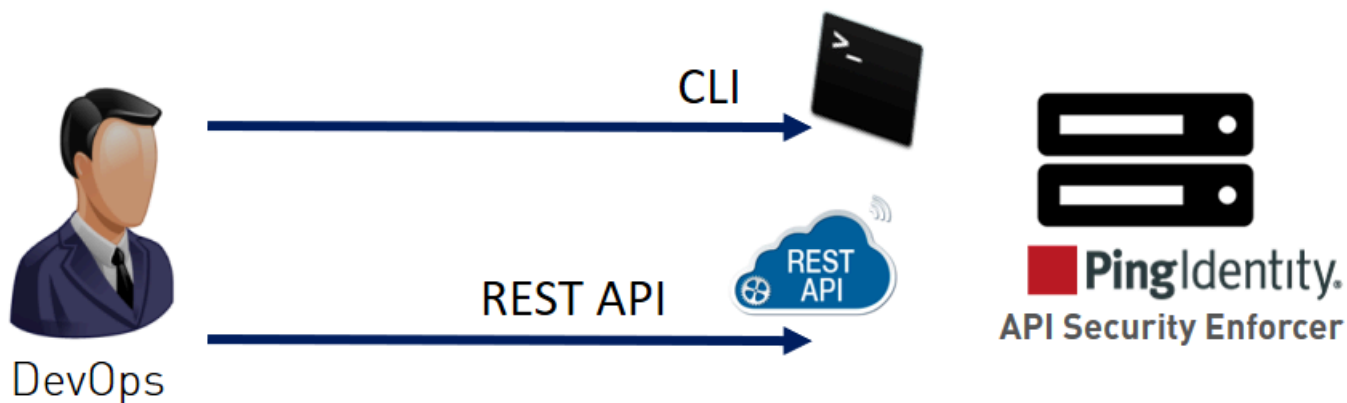 CLI
>_
REST
API
REST API
PingIdentity.
API Security Enforcer
DevOps